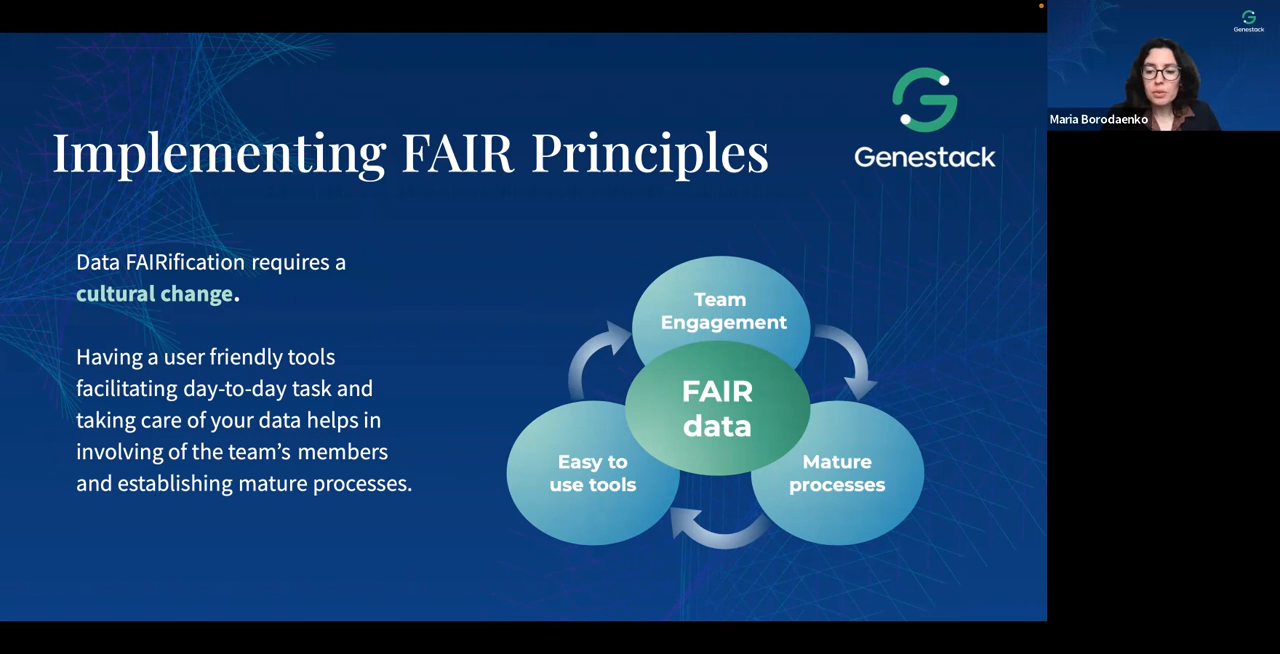 Implementing FAIR Principles
Genestack
Data FAIRification requires a
cultural change.
Having a user friendly tools
facilitating day-to-day task and
taking care of your data helps in
involving of the team’s members
and establishing mature processes.
Team
Engagement
FAIR
data
Easy to
use tools
Mature
processes
Genestack
Maria Borodaenko